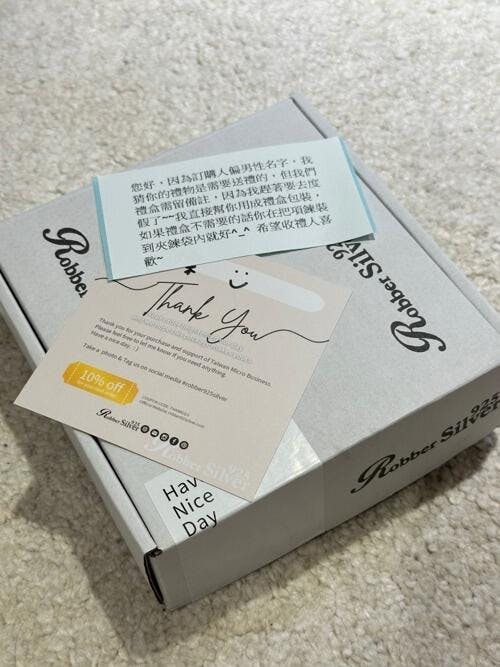 您好，因為訂購人偏男性名字，我
猜你的禮物是需要送禮的，但我們
禮盒需留備註，因為我趕著要去度
假了~~我直接幫你用成禮盒包裝，
如果禮盒不需要的話你在把項鍊裝
到夾鍊袋內就好^_^ 希望收禮人喜
歡~
Robber
925
Robber Silver
Thank You
Thank you for your purchase and support of Taiwan Micro Business.
Please feel free to let me know if you need anything.
Have a nice day. : )
Take a photo & Tag us on social media #robber925silver
10% off
925
Robber Silver
925
Robber Silver
Have
Nice
Day
925
Robber Silver